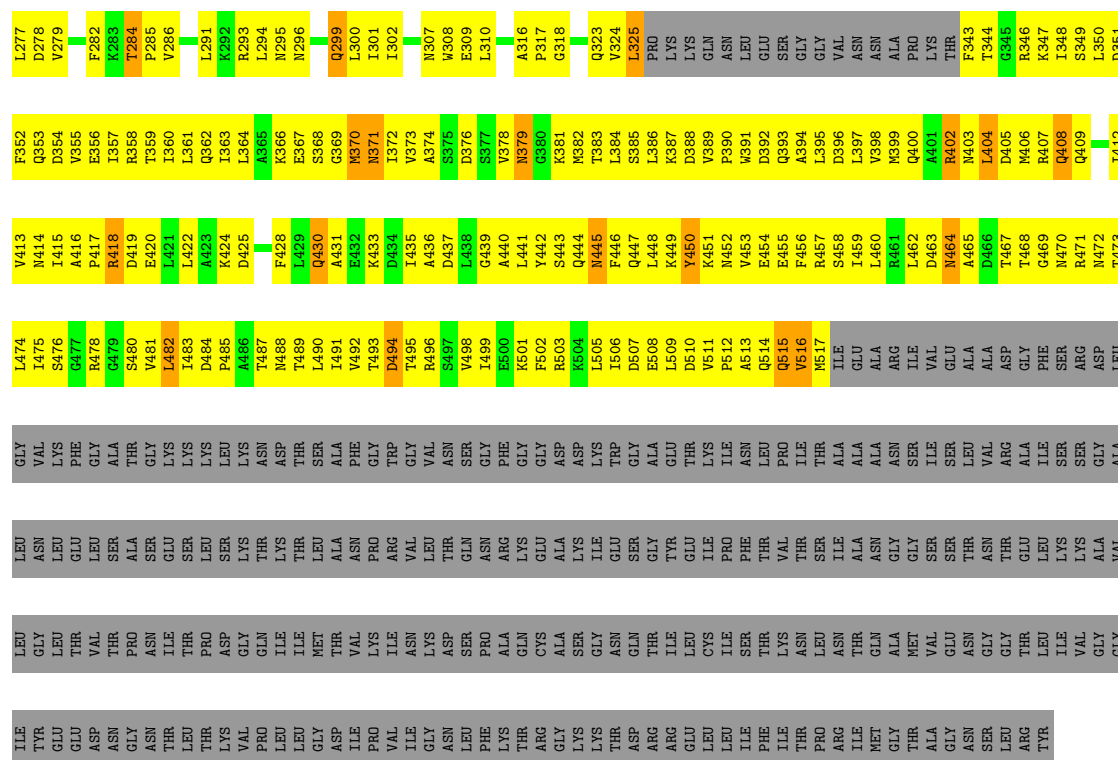 L277 D278 V279 F282 K283 T284 P285 V286 L291 K292 R293 L294 N295 N296 Q299 L300 I301 I302 N307 W308 E309 L310 A316 P317 G318 Q323 V324 L325 PRO LYS LYS GLN ASN LEU GLU SER GLY GLY VAL ASN ASN ALA PRO LYS THR F343 T344 G345 R346 K347 I348 S349 L350 D351
F352 Q353 D354 V355 E356 I357 R358 T359 I360 L361 Q362 I363 L364 A365 K366 E367 S368 G369 M370 N371 I372 V373 A374 S375 D376 S377 V378 N379 G380 K381 M382 T383 L384 S385 L386 K387 D388 V389 P390 W391 D392 Q393 A394 L395 D396 L397 V398 M399 Q400 A401 R402 N403 L404 D405 M406 R407 Q408 Q409 I412
V413 N414 I415 A416 P417 R418 D419 E420 L421 L422 A423 K424 D425 F428 L429 Q430 A431 E432 K433 D434 I435 A436 D437 L438 G439 A440 L441 Y442 S443 Q444 N445 F446 Q447 L448 K449 Y450 K451 N452 V453 E454 E455 F456 R457 S458 I459 L460 R461 L462 D463 N464 A465 D466 T467 T468 G469 N470 R471 N472 T473
L474 I475 S476 G477 R478 G479 S480 V481 L482 I483 D484 P485 A486 T487 N488 T489 L490 I491 V492 T493 D494 T495 R496 S497 V498 I499 E500 K501 F502 R503 K504 L505 I506 D507 E508 L509 D510 V511 P512 A513 Q514 Q515 V516 M517 ILE GLU ALA ARG ILE VAL GLU ALA ALA ASP GLY PHE SER ARG ASP LEU
GLY VAL LYS PHE GLY ALA THR GLY LYS LYS LYS LEU LYS ASN ASP THR SER ALA PHE GLY TRP GLY VAL ASN SER GLY PHE GLY GLY ASP ASP LYS TRP GLY ALA GLU THR LYS ILE ASN LEU PRO ILE THR ALA ALA ALA ASN SER ILE SER LEU VAL ARG ALA ILE SER SER GLY ALA
LEU ASN LEU GLU LEU SER ALA SER GLU SER LEU SER LYS THR LYS THR LEU ALA ASN PRO ARG VAL LEU THR GLN ASN ARG LYS GLU ALA LYS ILE GLU SER GLY TYR GLU ILE PRO PHE THR VAL THR SER ILE ALA ASN GLY GLY SER SER THR ASN THR GLU LEU LYS LYS ALA VAL
LEU GLY LEU THR VAL THR PRO ASN ILE THR PRO ASP GLY GLN ILE ILE MET THR VAL LYS ILE ASN LYS ASP SER PRO ALA GLN CYS ALA SER GLY ASN GLN THR ILE LEU CYS ILE SER THR LYS ASN LEU ASN THR GLN ALA MET VAL GLU ASN GLY GLY THR LEU ILE VAL GLY GLY
ILE TYR GLU GLU ASP ASN GLY ASN THR LEU THR LYS VAL PRO LEU LEU GLY ASP ILE PRO VAL ILE GLY ASN LEU PHE LYS THR ARG GLY LYS LYS THR ASP ARG ARG GLU LEU LEU ILE PHE ILE THR PRO ARG ILE MET GLY THR ALA GLY ASN SER LEU ARG TYR